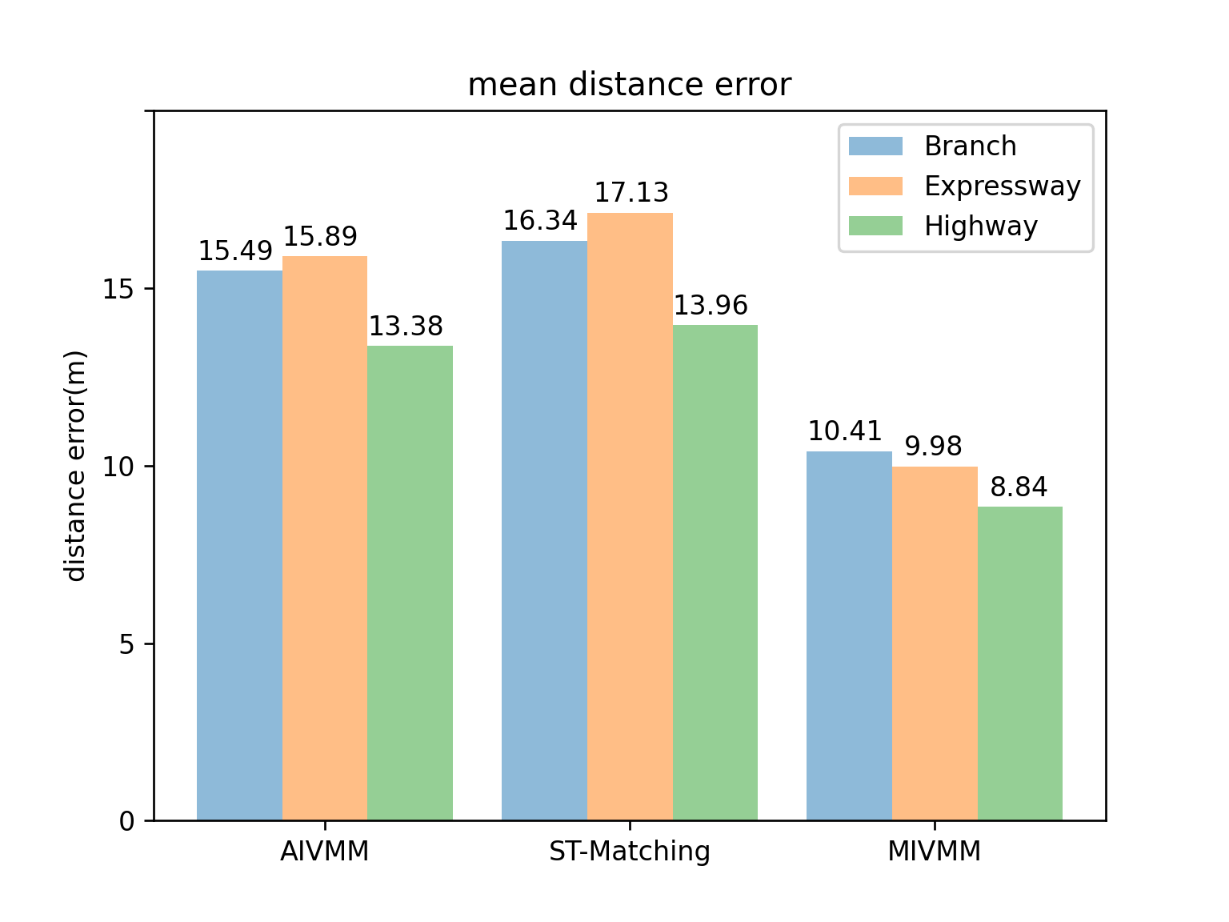 mean distance error
Branch
Expressway
Highway
15.49
15.89
13.38
16.34
17.13
13.96
10.41
9.98
8.84
distance error(m)
15
10
5
0
AIVMM
ST-Matching
MIVMM